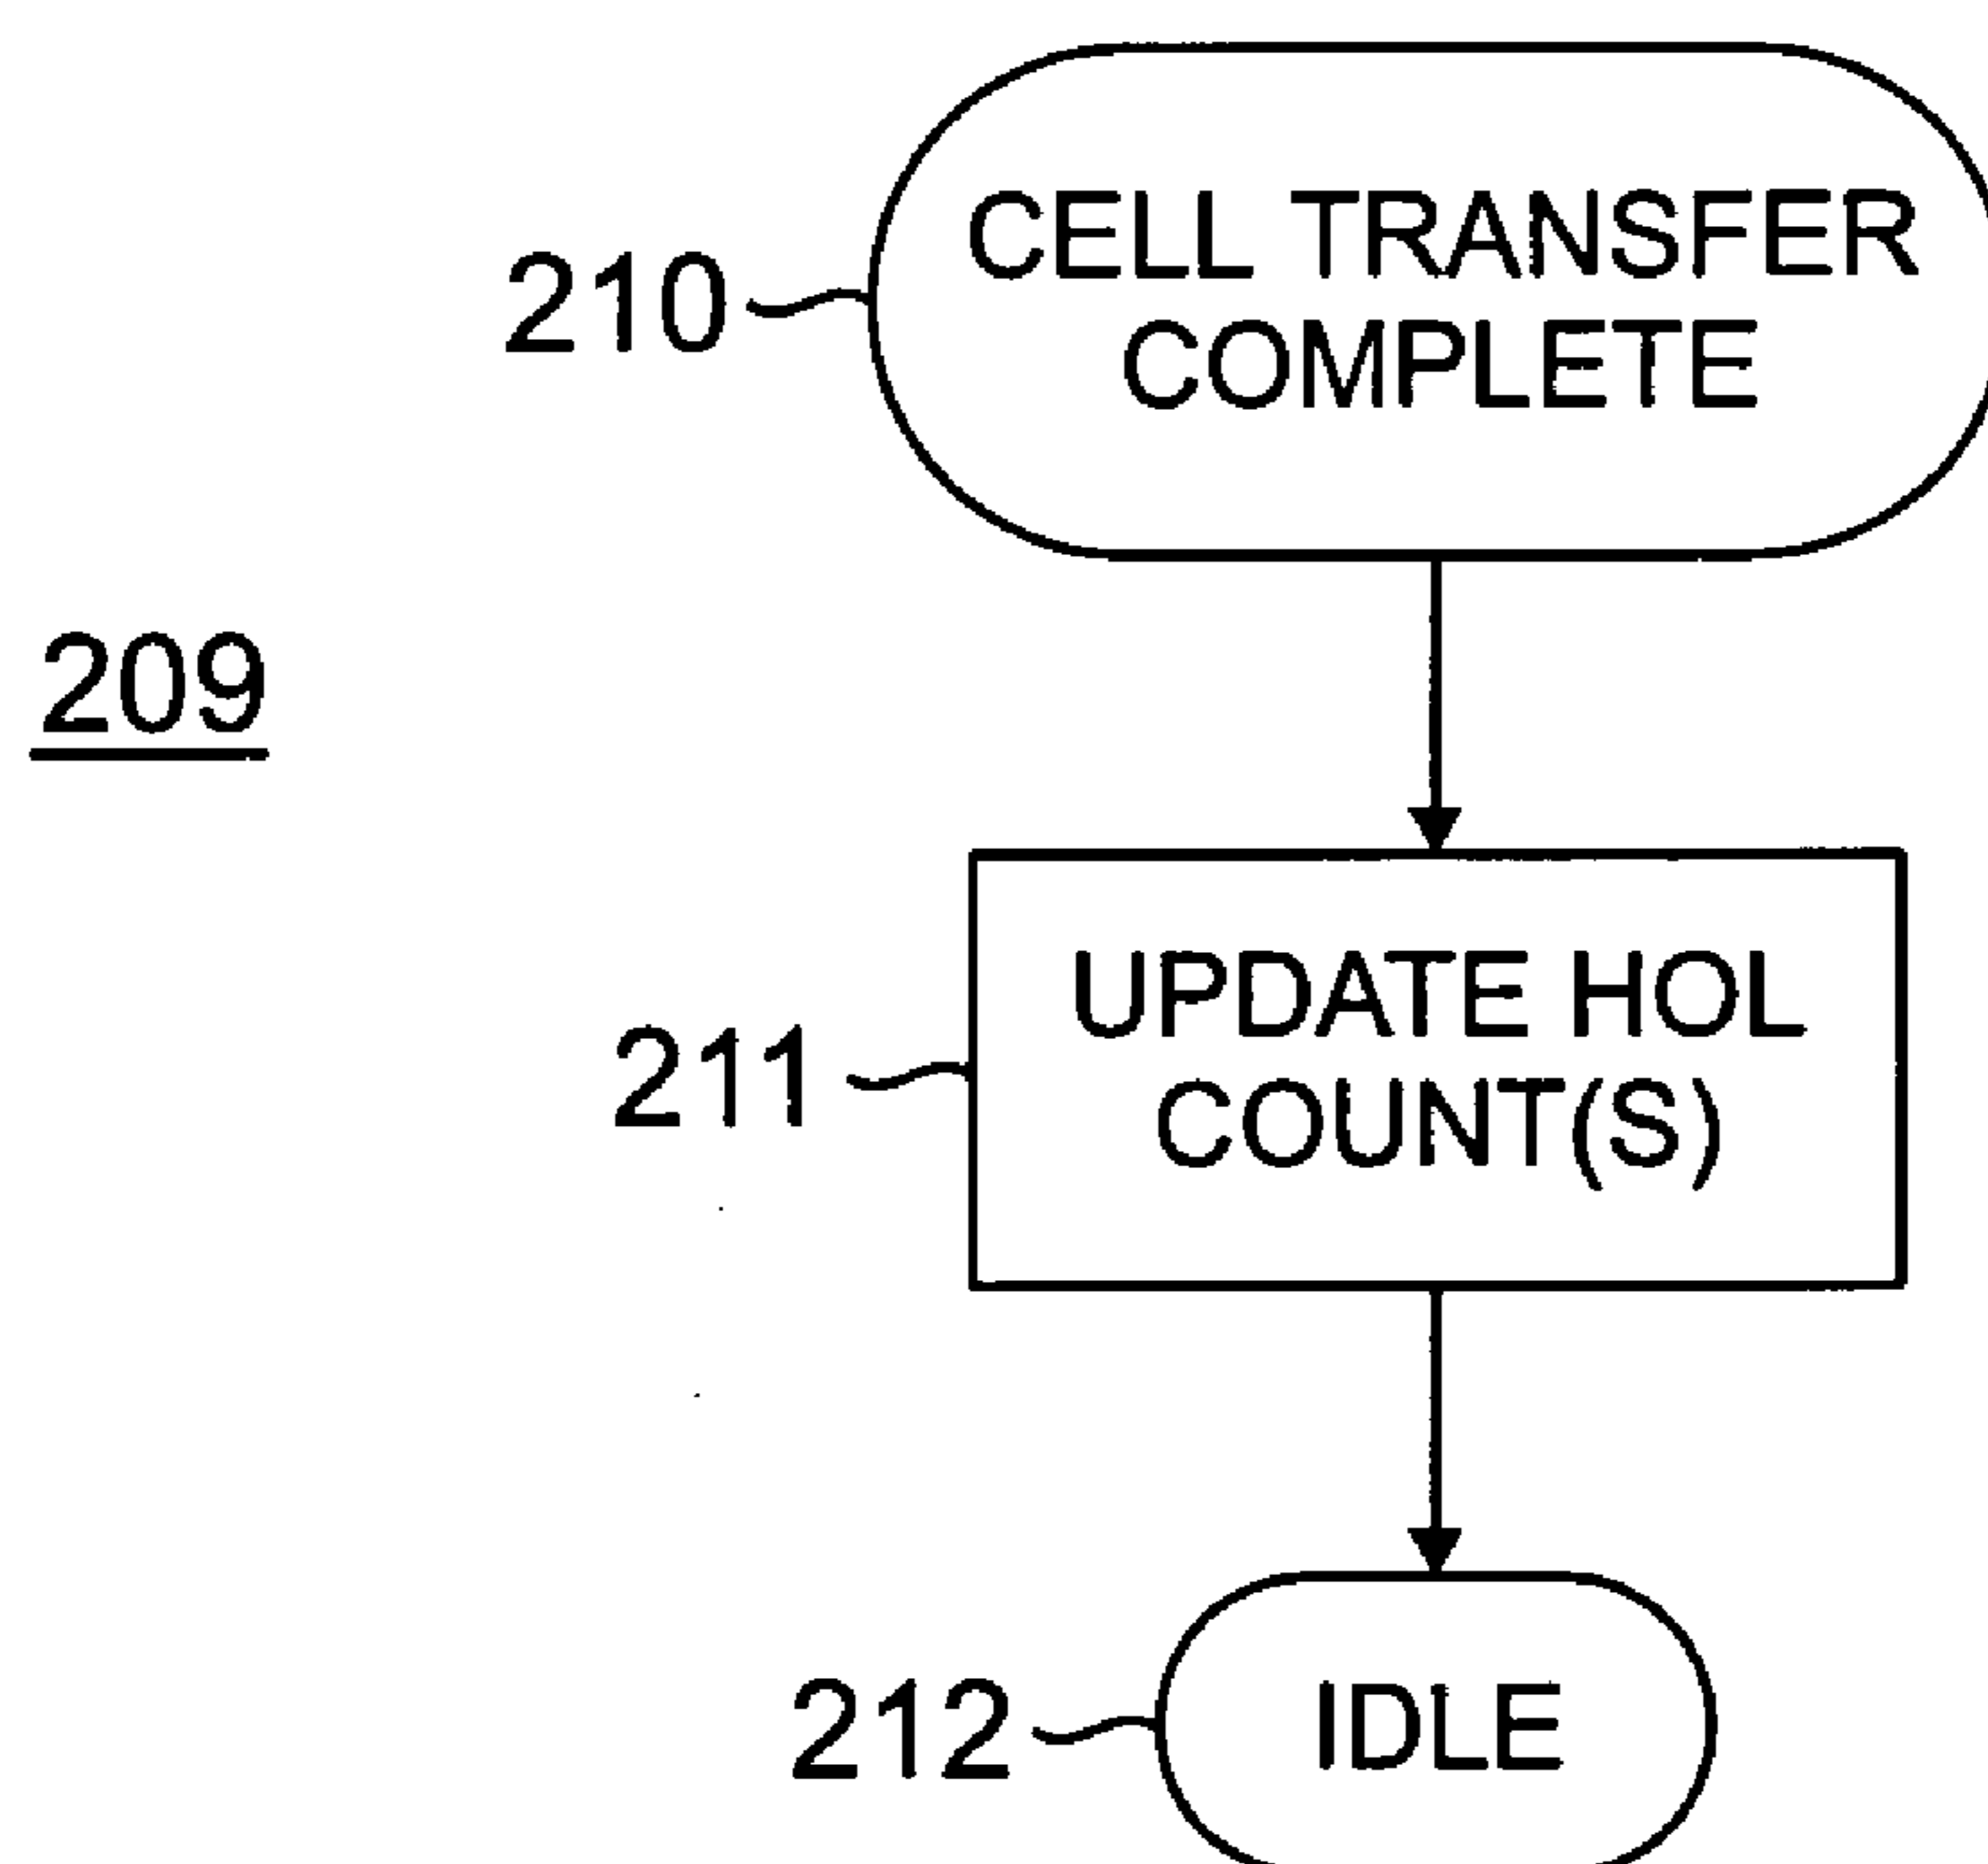 CELL TRANSFER
COMPLETE
210
209
UPDATE HOL
COUNT(S)
211
IDLE
212